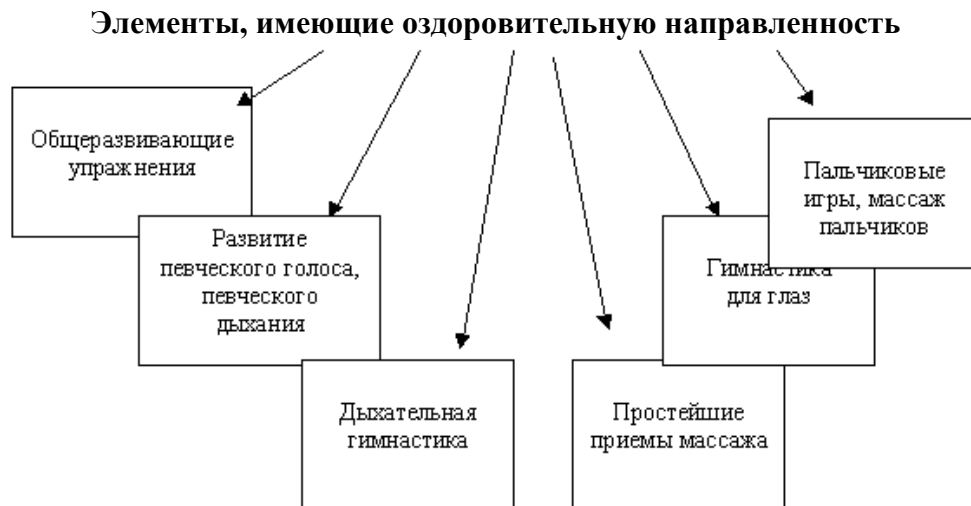 Элементы, имеющие оздоровительную направленность
Общеразвивающие
упражнения
Развитие
певческого голоса,
певческого
дыхания
Дыхательная
гимнастика
Простейшие
приемы массажа
Гимнастика
для глаз
Пальчиковые
игры, массаж
пальчиков